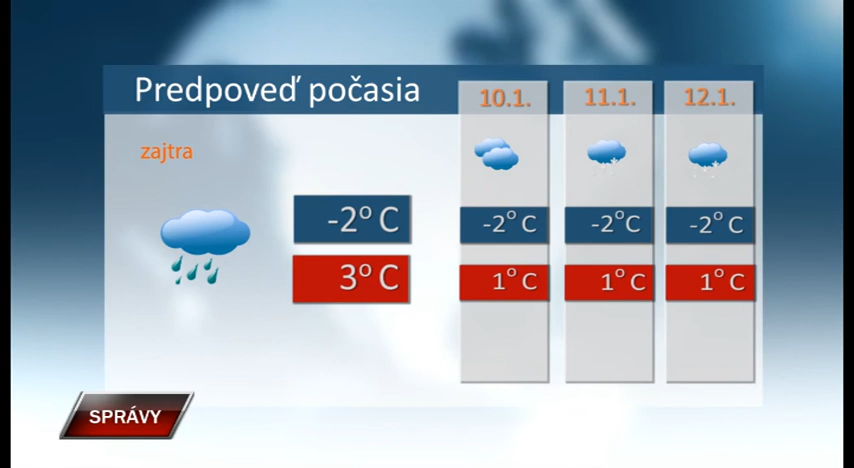 Predpoveď počasia
zajtra
-2° C
3° C
10.1.
-2° C
1° C
11.1.
-2°C
1° C
12.1.
-2° C
1° C
SPRÁVY